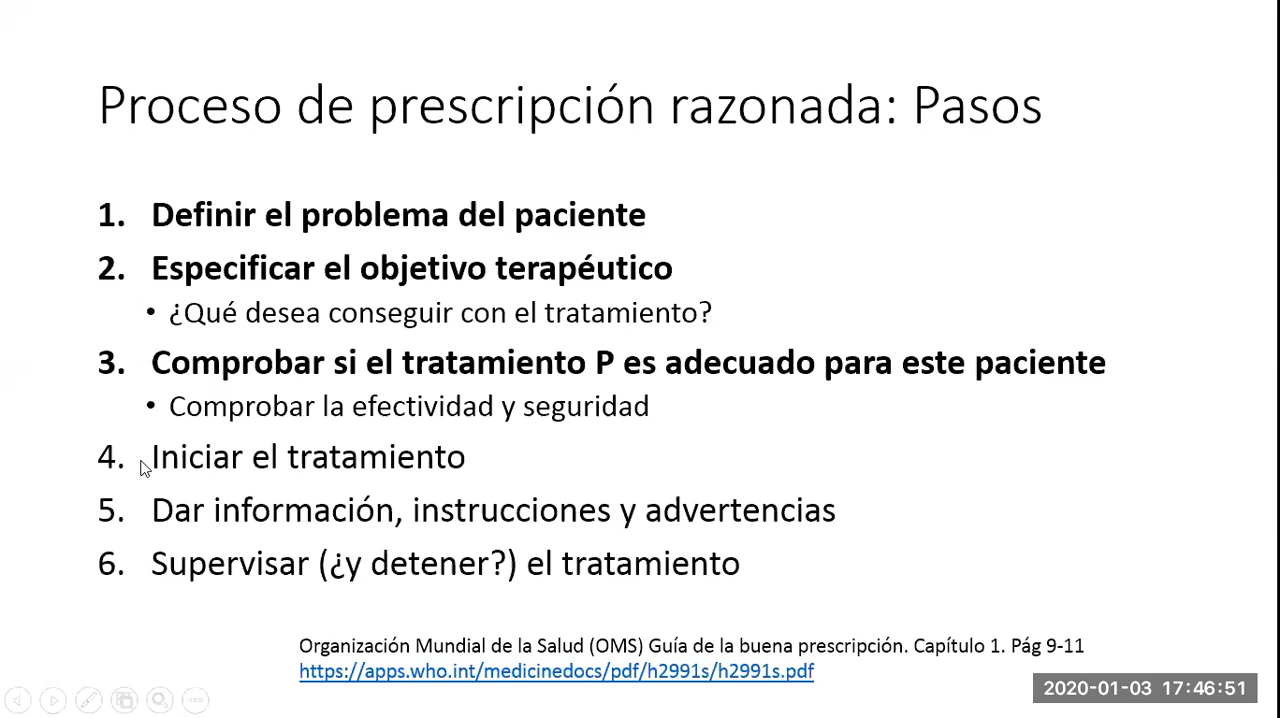 Proceso de prescripción razonada: Pasos
1. Definir el problema del paciente
2. Especificar el objetivo terapéutico
• ¿Qué desea conseguir con el tratamiento?
3. Comprobar si el tratamiento P es adecuado para este paciente
• Comprobar la efectividad y seguridad
4. Iniciar el tratamiento
5. Dar información, instrucciones y advertencias
6. Supervisar (¿y detener?) el tratamiento
Organización Mundial de la Salud (OMS) Guía de la buena prescripción. Capítulo 1. Pág 9-11
https://apps.who.int/medicinedocs/pdf/h2991s/h2991s.pdf
2020-01-03 17:46:51